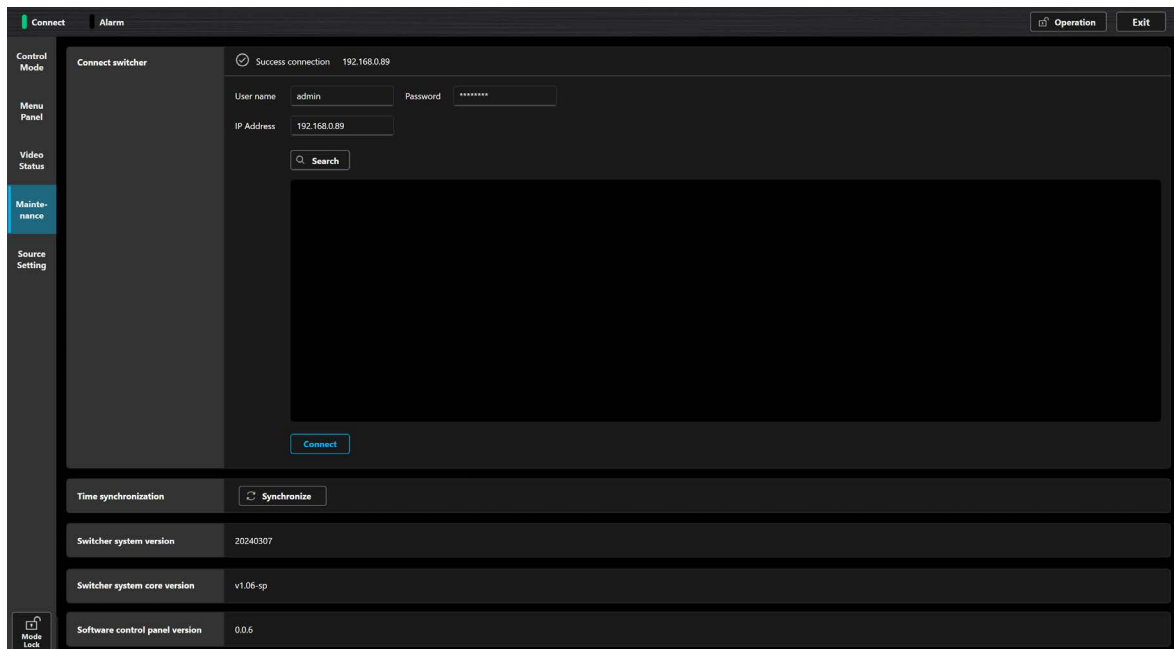 Connect
Alarm
Operation
Exit
Control
Mode
Menu
Panel
Video
Status
Mainte-
nance
Source
Setting
Mode
Lock
Connect switcher
Success connection 192.168.0.89
User name admin Password ********
IP Address 192.168.0.89
Search
Connect
Time synchronization Synchronize
Switcher system version 20240307
Switcher system core version v1.06-sp
Software control panel version 0.0.6